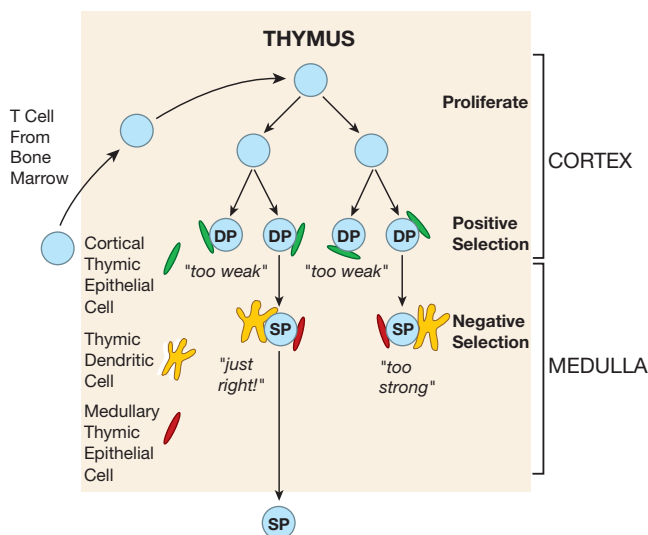 THYMUS
Proliferate
T Cell
From
Bone
Marrow
CORTEX
DP
DP
DP
DP
Positive
Selection
Cortical
Thymic
Epithelial
Cell
"too weak"
"too weak"
SP
SP
Negative
Selection
Thymic
Dendritic
Cell
"just
right!"
"too
strong"
MEDULLA
Medullary
Thymic
Epithelial
Cell
SP